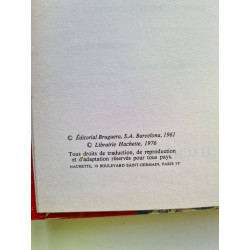 © Editorial Bruguera, S.A. Barcelona, 1961
© Librairie Hachette, 1976
Tous droits de traduction, de reproduction
et d'adaptation réservés pour tous pays.
HACHETTE, 79 BOULEVARD SAINT-GERMAIN, PARIS VIᵉ